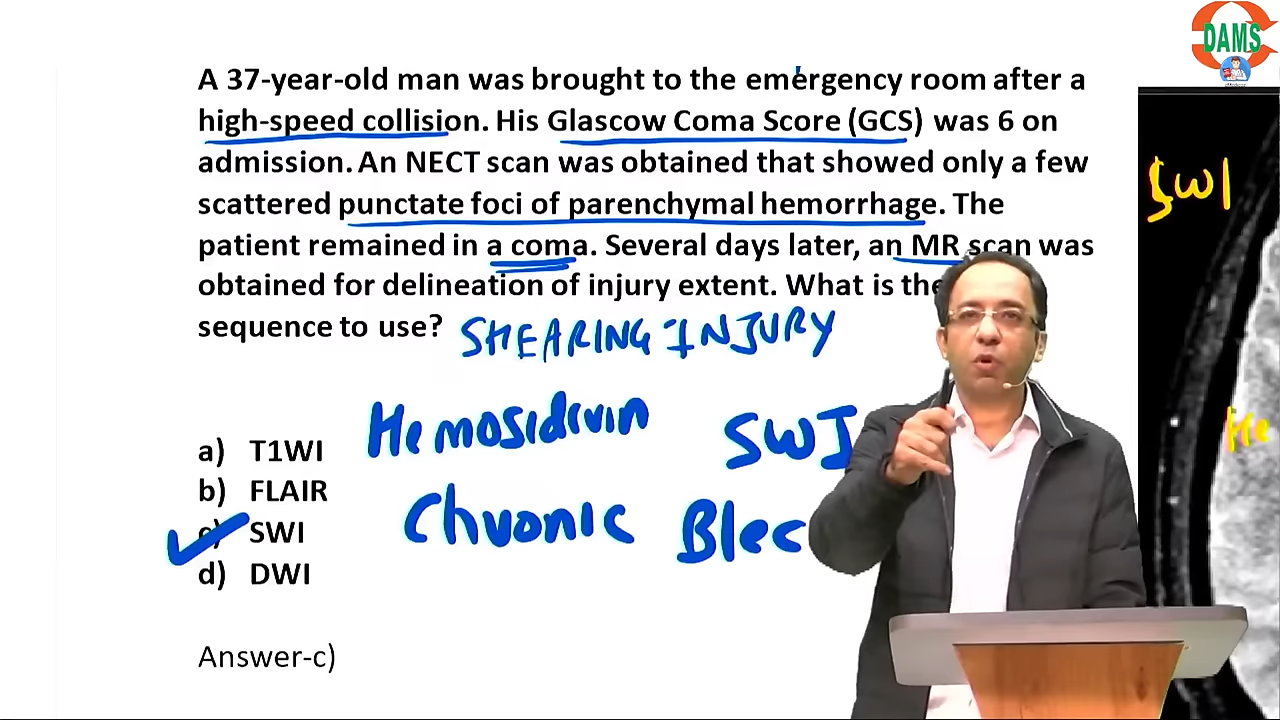 DAMS
A 37-year-old man was brought to the emergency room after a
high-speed collision. His Glascow Coma Score (GCS) was 6 on
admission. An NECT scan was obtained that showed only a few
scattered punctate foci of parenchymal hemorrhage. The
patient remained in a coma. Several days later, an MR scan was
obtained for delineation of injury extent. What is the
sequence to use?
SHEARING INJURY
a) T1WI
b) FLAIR
c) SWI
d) DWI
Hemosiderin
SWI
Chronic Blee
Answer-c)
SWI
He